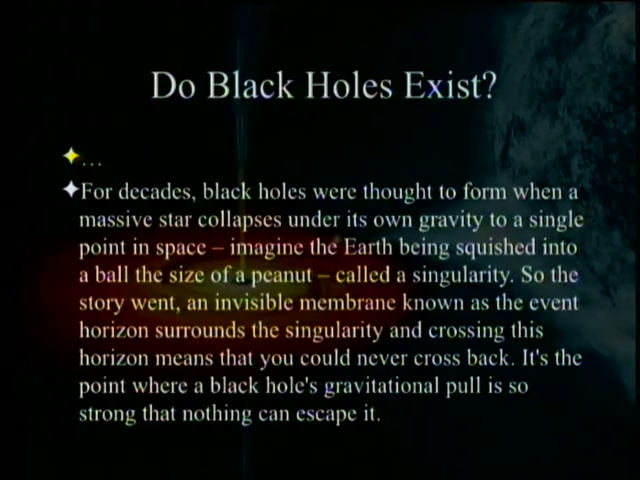 Do Black Holes Exist?
...
For decades, black holes were thought to form when a
massive star collapses under its own gravity to a single
point in space – imagine the Earth being squished into
a ball the size of a peanut – called a singularity. So the
story went, an invisible membrane known as the event
horizon surrounds the singularity and crossing this
horizon means that you could never cross back. It's the
point where a black hole's gravitational pull is so
strong that nothing can escape it.